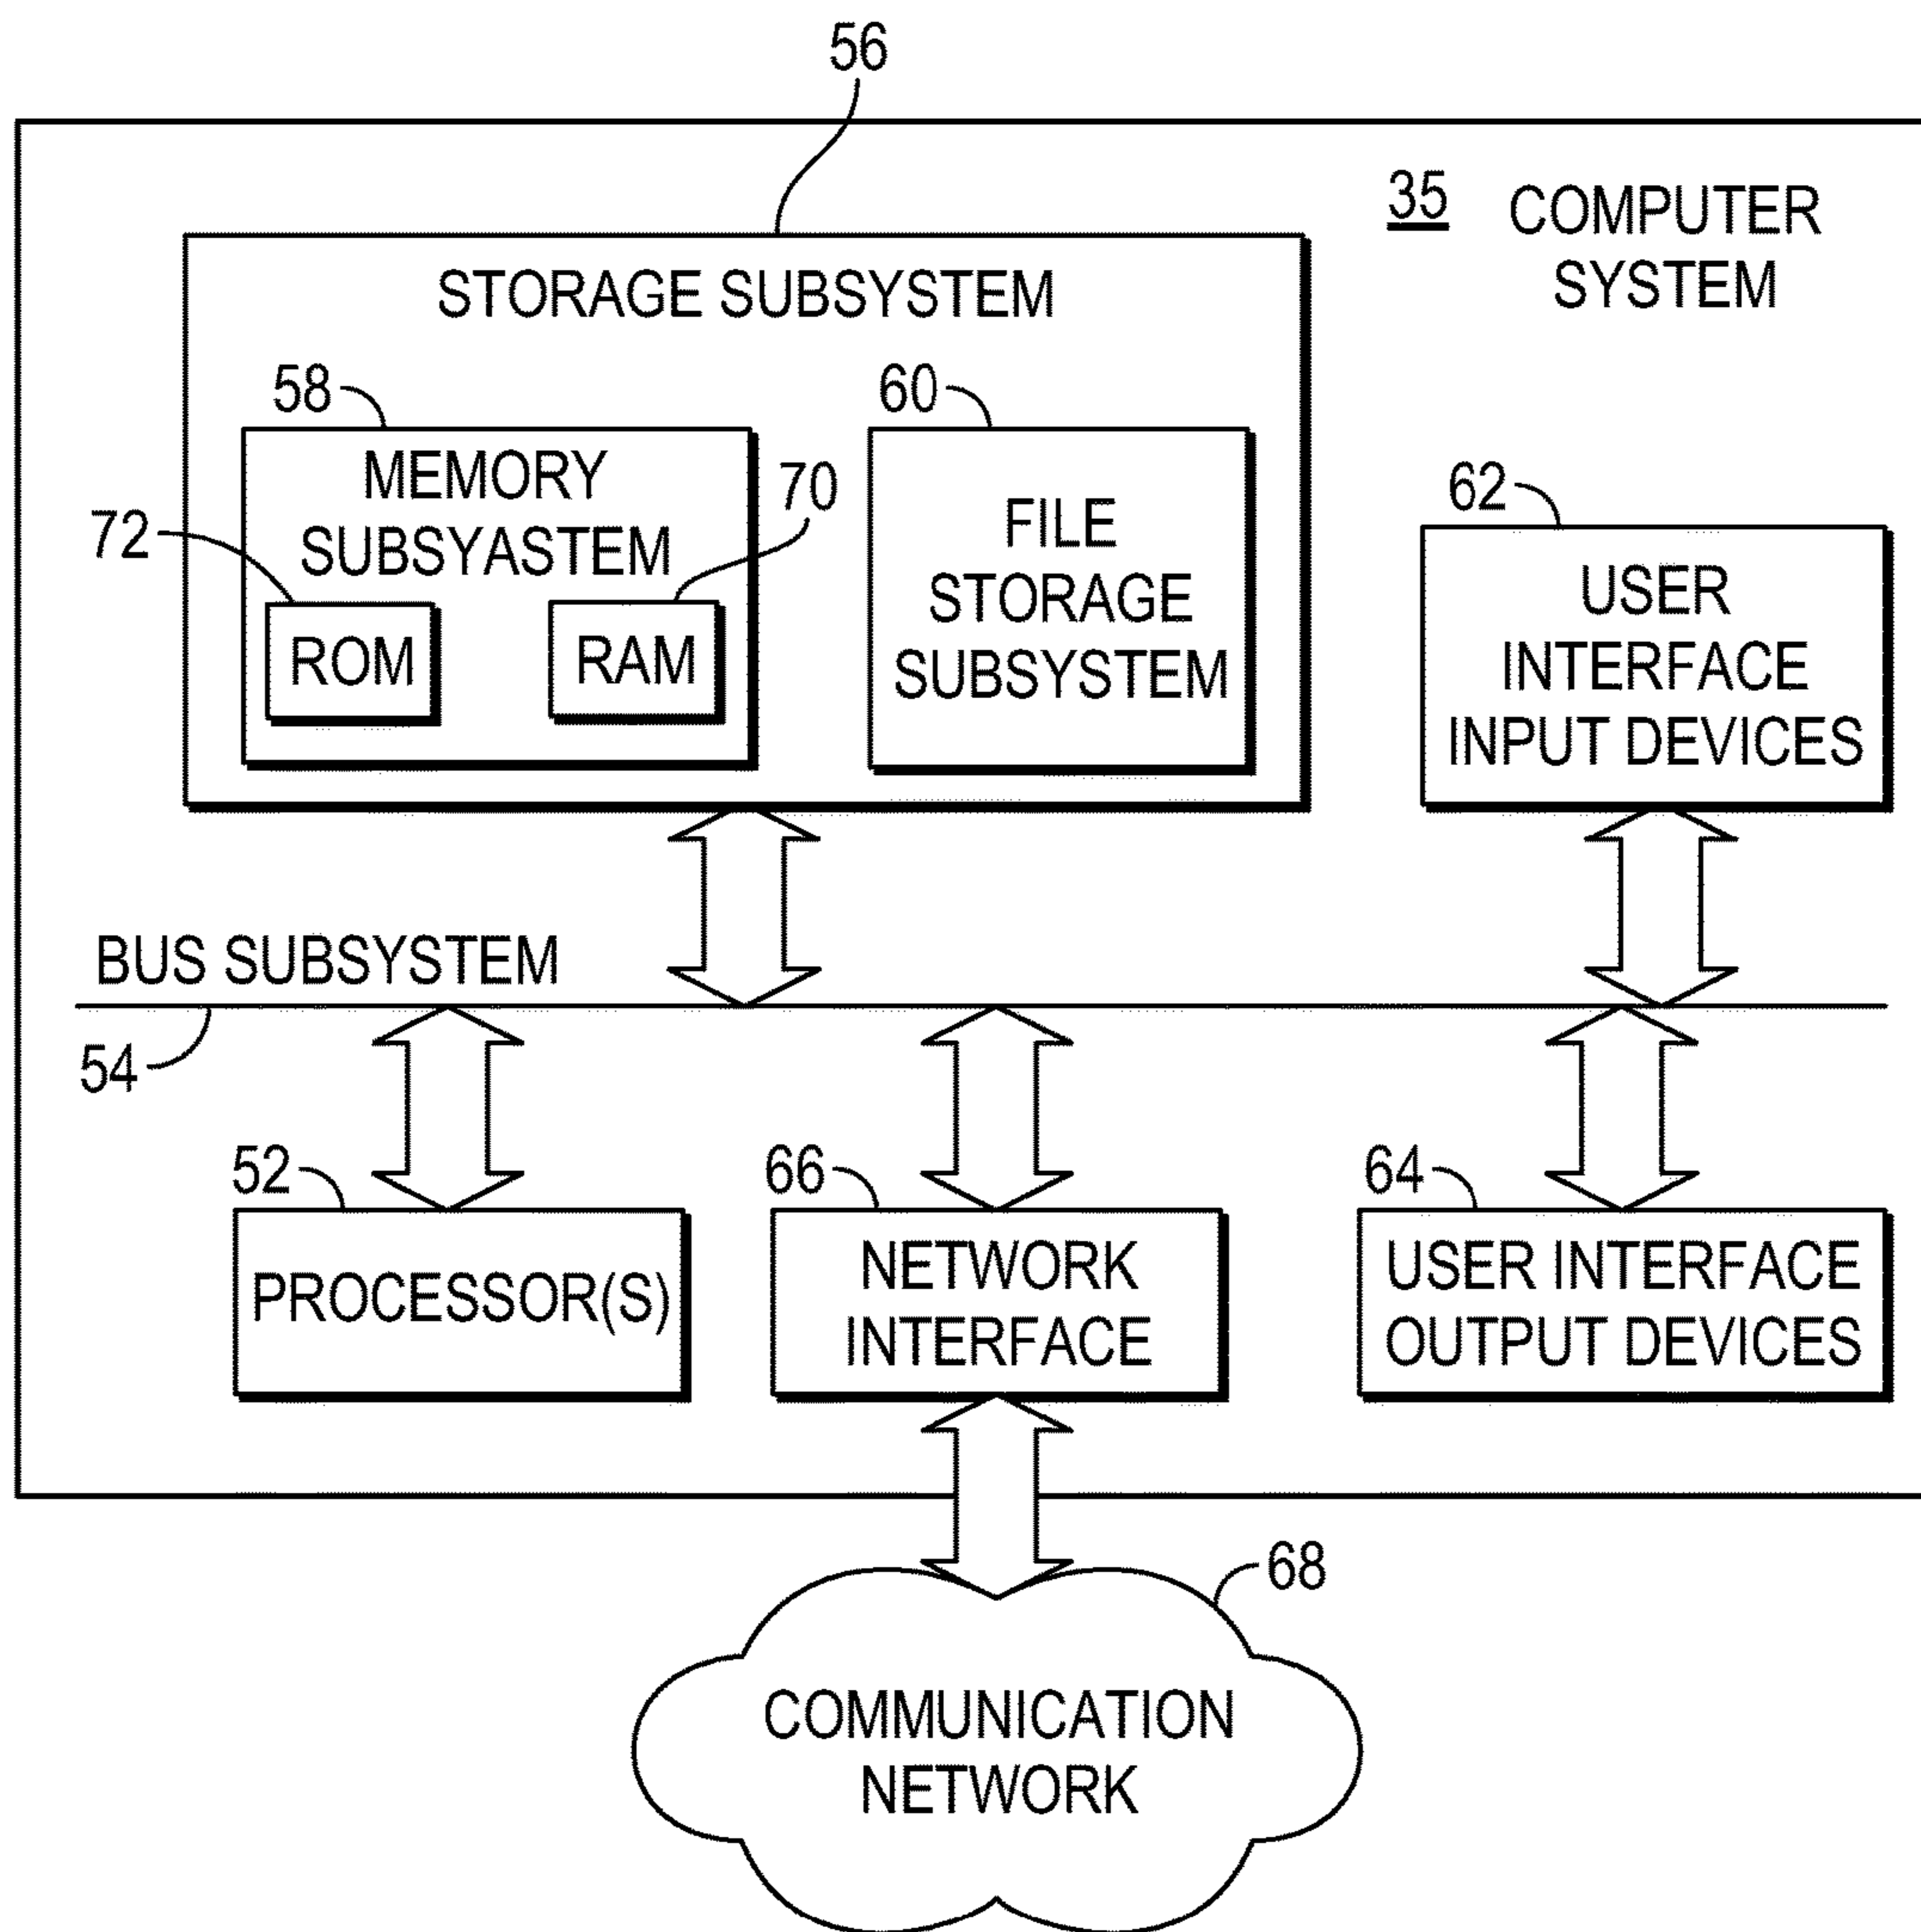 56
35 COMPUTER
SYSTEM
STORAGE SUBSYSTEM
58
60
MEMORY
SUBSYASTEM
72
70
ROM
RAM
FILE
STORAGE
SUBSYSTEM
62
USER
INTERFACE
INPUT DEVICES
BUS SUBSYSTEM
54
52
PROCESSOR(S)
66
NETWORK
INTERFACE
64
USER INTERFACE
OUTPUT DEVICES
68
COMMUNICATION
NETWORK